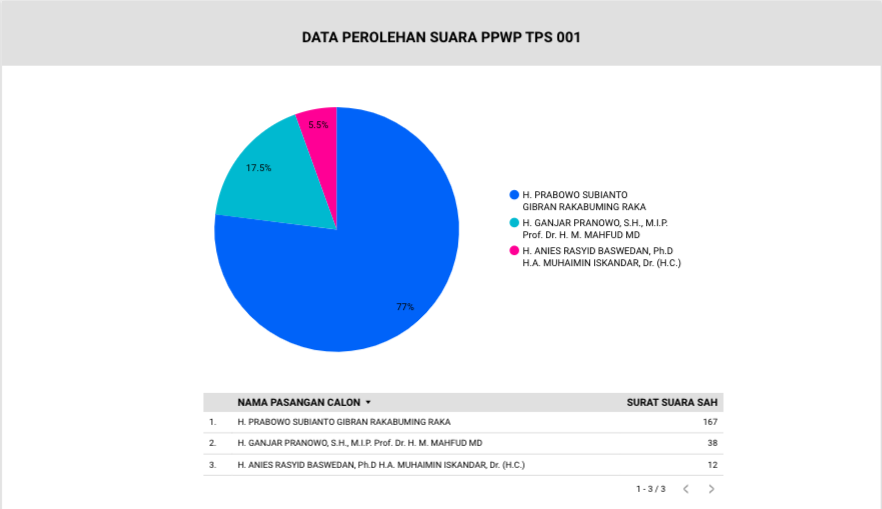 DATA PEROLEHAN SUARA PPWP TPS 001
5.5%
17.5%
77%
H. PRABOWO SUBIANTO
GIBRAN RAKABUMING RAKA
H. GANJAR PRANOWO, S.H., M.I.P.
Prof. Dr. H. M. MAHFUD MD
H. ANIES RASYID BASWEDAN, Ph.D
H.A. MUHAIMIN ISKANDAR, Dr. (H.C.)
NAMA PASANGAN CALON SURAT SUARA SAH
1. H. PRABOWO SUBIANTO GIBRAN RAKABUMING RAKA 167
2. H. GANJAR PRANOWO, S.H., M.I.P. Prof. Dr. H. M. MAHFUD MD 38
3. H. ANIES RASYID BASWEDAN, Ph.D H.A. MUHAIMIN ISKANDAR, Dr. (H.C.) 12
1 - 3 / 3